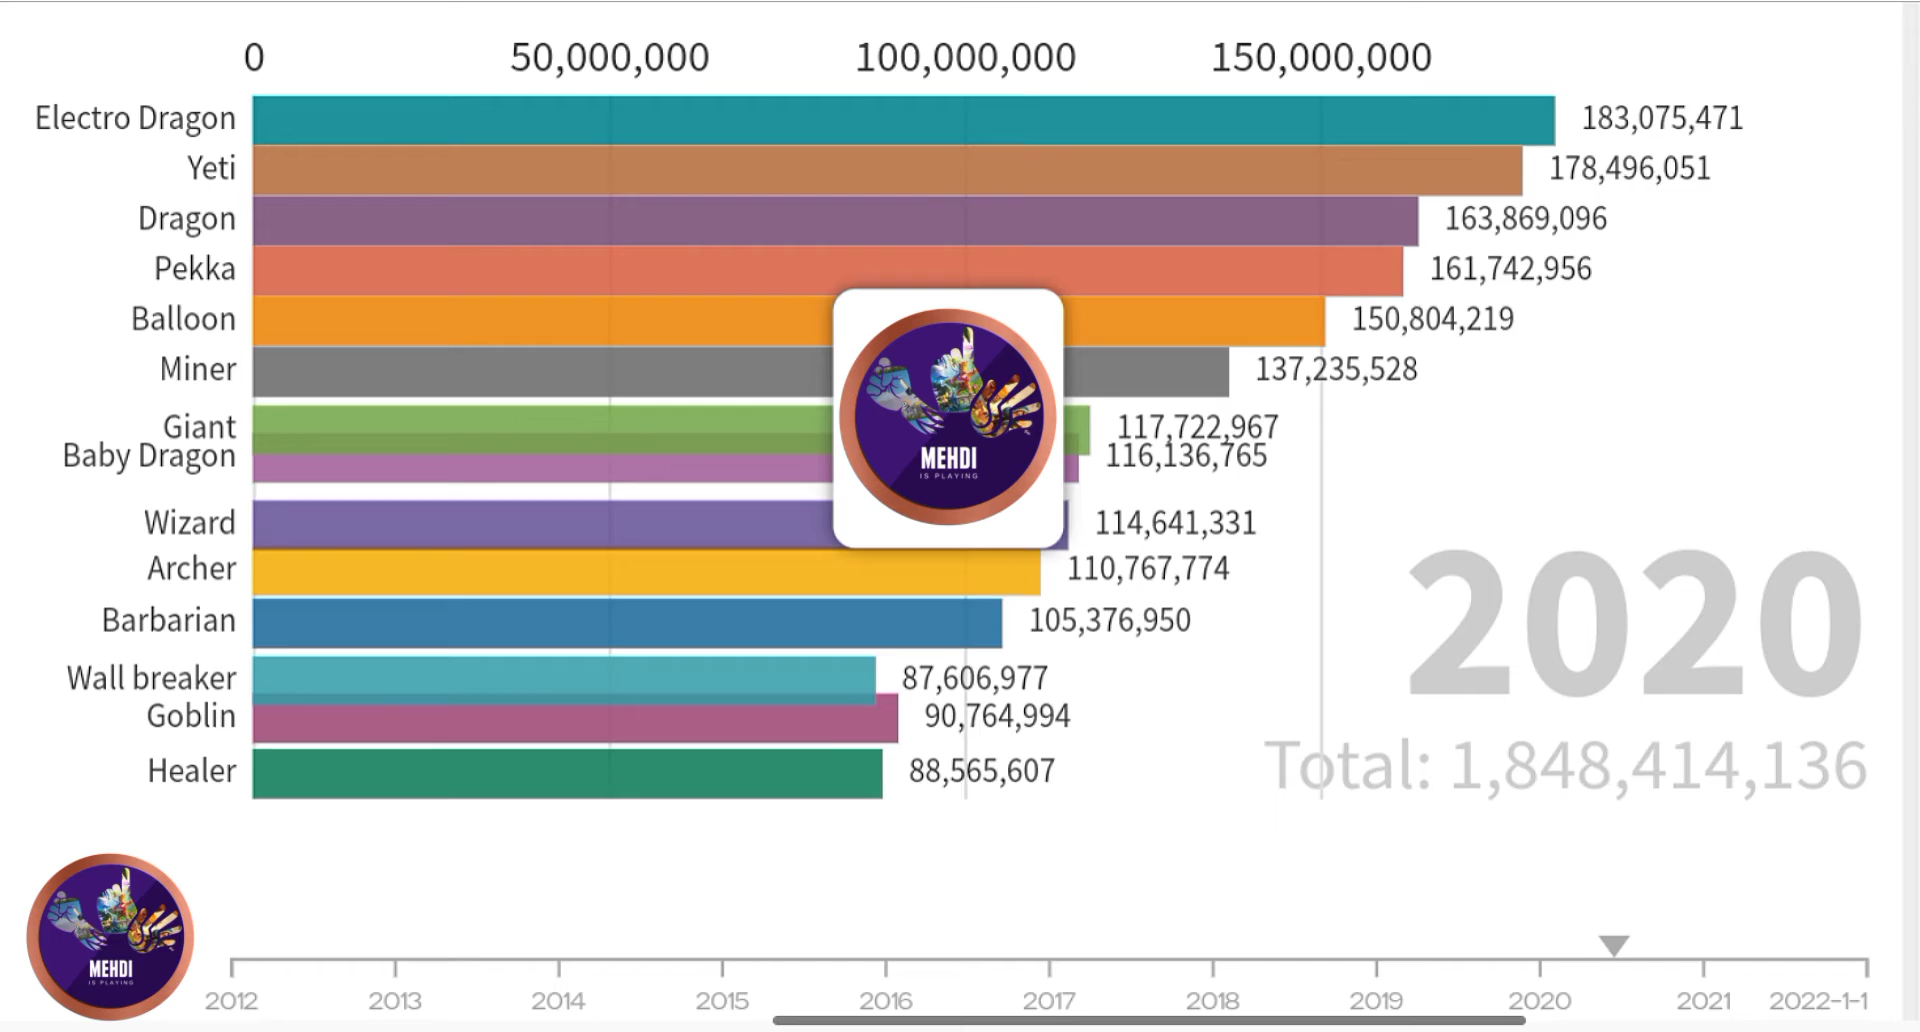 0 50,000,000 100,000,000 150,000,000
Electro Dragon 183,075,471
Yeti 178,496,051
Dragon 163,869,096
Pekka 161,742,956
Balloon 150,804,219
Miner 137,235,528
Giant 117,722,967
Baby Dragon 116,136,765
Wizard 114,641,331
Archer 110,767,774
Barbarian 105,376,950
Wall breaker 87,606,977
Goblin 90,764,994
Healer 88,565,607
MEHDI
IS PLAYING
2020
Total: 1,848,414,136
MEHDI
IS PLAYING
2012 2013 2014 2015 2016 2017 2018 2019 2020 2021 2022-1-1